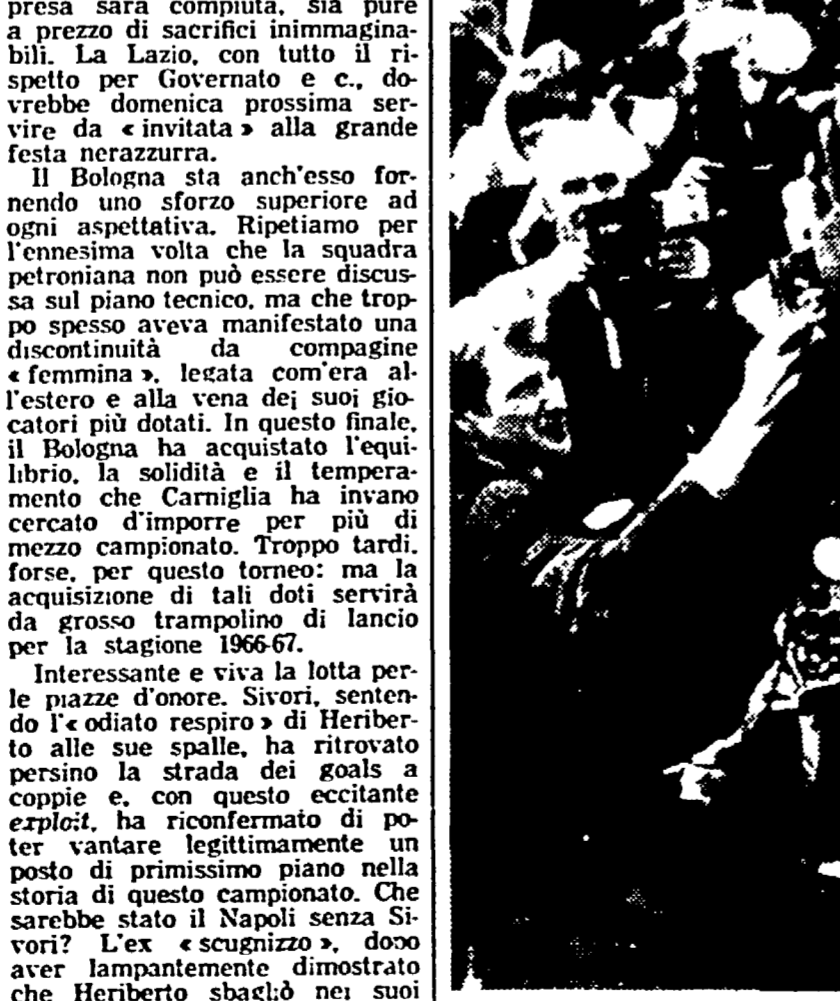 presa sarà compiuta, sia pure
a prezzo di sacrifici inimmagina-
bili. La Lazio, con tutto il ri-
spetto per Governato e c., do-
vrebbe domenica prossima ser-
vire da « invitata » alla grande
festa nerazzurra.
Il Bologna sta anch'esso for-
nendo uno sforzo superiore ad
ogni aspettativa. Ripetiamo per
l'ennesima volta che la squadra
petroniana non può essere discus-
sa sul piano tecnico, ma che trop-
po spesso aveva manifestato una
discontinuità da compagine
« femmina », legata com'era al-
l'estero e alla vena dei suoi gio-
catori più dotati. In questo finale,
il Bologna ha acquistato l'equi-
librio, la solidità e il tempera-
mento che Carniglia ha invano
cercato d'imporre per più di
mezzo campionato. Troppo tardi,
forse, per questo torneo: ma la
acquisizione di tali doti servirà
da grosso trampolino di lancio
per la stagione 1966-67.
Interessante e viva la lotta per-
le piazze d'onore. Sivori, senten-
do l'« odiato respiro » di Heriber-
to alle sue spalle, ha ritrovato
persino la strada dei goals a
coppie e, con questo eccitante
exploit, ha riconfermato di po-
ter vantare legittimamente un
posto di primissimo piano nella
storia di questo campionato. Che
sarebbe stato il Napoli senza Si-
vori? L'ex « scugnizzo », dopo
aver lampantemente dimostrato
che Heriberto sbagliò nei suoi